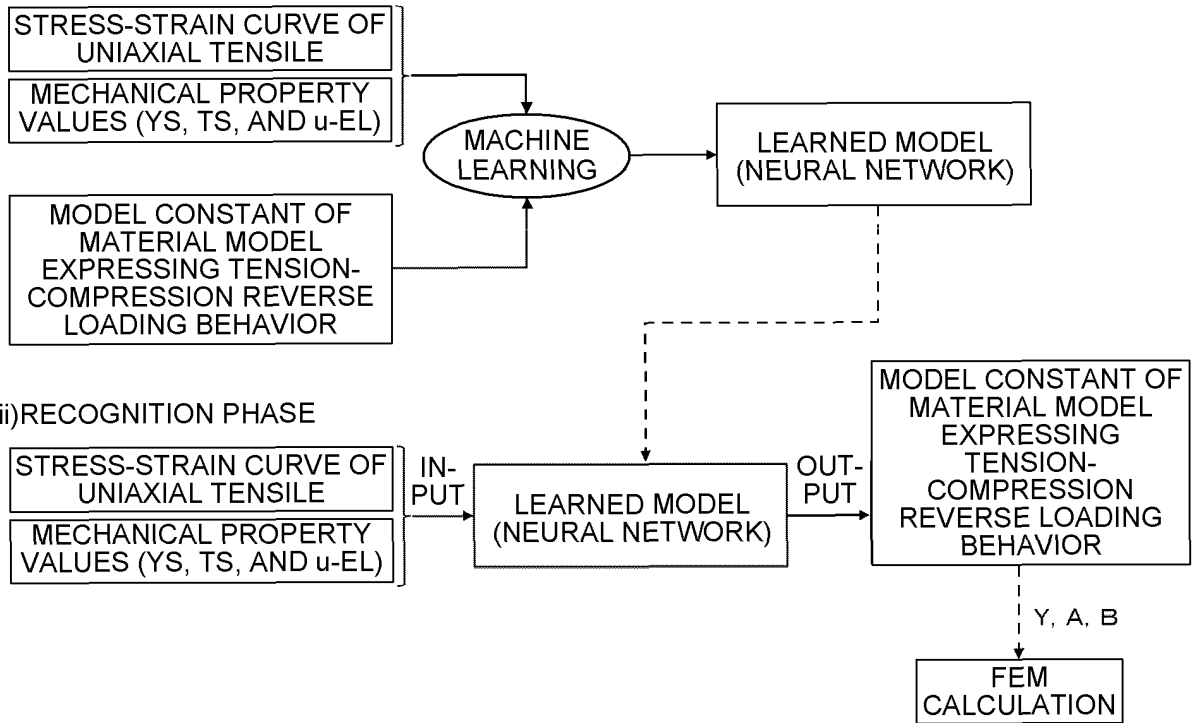 STRESS-STRAIN CURVE OF
UNIAXIAL TENSILE
MECHANICAL PROPERTY
VALUES (YS, TS, AND u-EL)
MACHINE
LEARNING
LEARNED MODEL
(NEURAL NETWORK)
MODEL CONSTANT OF
MATERIAL MODEL
EXPRESSING TENSION-
COMPRESSION REVERSE
LOADING BEHAVIOR
ii)RECOGNITION PHASE
STRESS-STRAIN CURVE OF
UNIAXIAL TENSILE
MECHANICAL PROPERTY
VALUES (YS, TS, AND u-EL)
IN-
PUT
LEARNED MODEL
(NEURAL NETWORK)
OUT-
PUT
MODEL CONSTANT OF
MATERIAL MODEL
EXPRESSING
TENSION-
COMPRESSION
REVERSE LOADING
BEHAVIOR
Y, A, B
FEM
CALCULATION